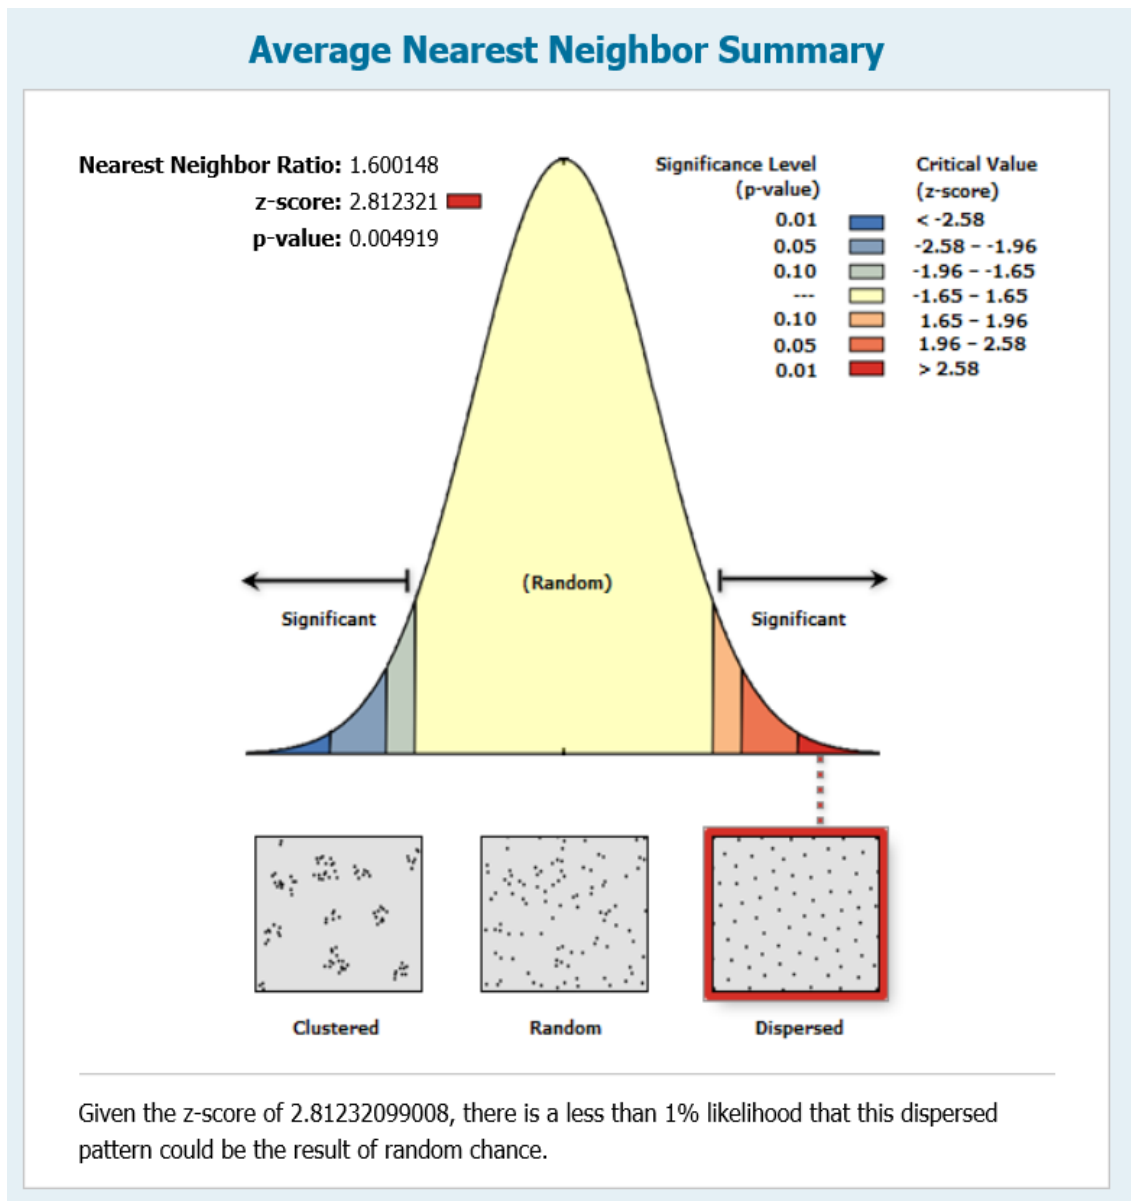 Average Nearest Neighbor Summary
Nearest Neighbor Ratio: 1.600148
z-score: 2.812321
p-value: 0.004919
Significance Level (p-value)
Critical Value (z-score)
0.01 < -2.58
0.05 -2.58 – -1.96
0.10 -1.96 – -1.65
--- -1.65 – 1.65
0.10 1.65 – 1.96
0.05 1.96 – 2.58
0.01 > 2.58
(Random)
Significant
Significant
Clustered
Random
Dispersed
Given the z-score of 2.81232099008, there is a less than 1% likelihood that this dispersed
pattern could be the result of random chance.